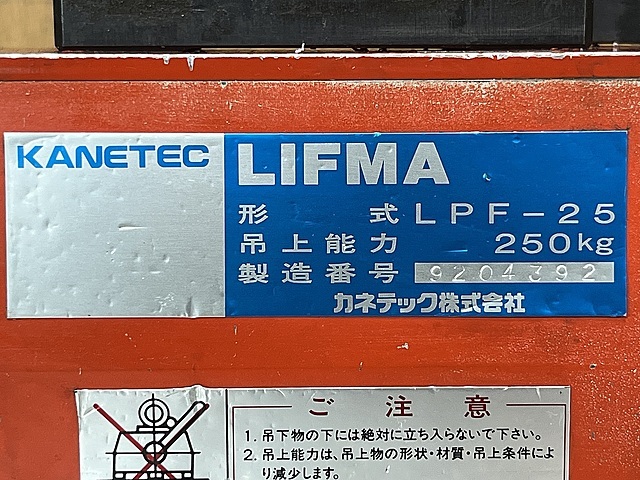 KANETEC
LIFMA
形式 LPF-25
吊上能力 250kg
製造番号 9204392
カネテック株式会社
ご注意
1. 吊下物の下には絶対に立ち入らないで下さい。
2. 吊上能力は、吊上物の形状・材質・吊上条件によ
り減少します。